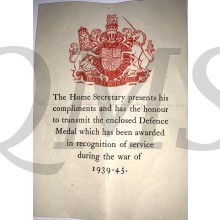 The Home Secretary presents his
compliments and has the honour
to transmit the enclosed Defence
Medal which has been awarded
in recognition of service
during the war of
1939-45.